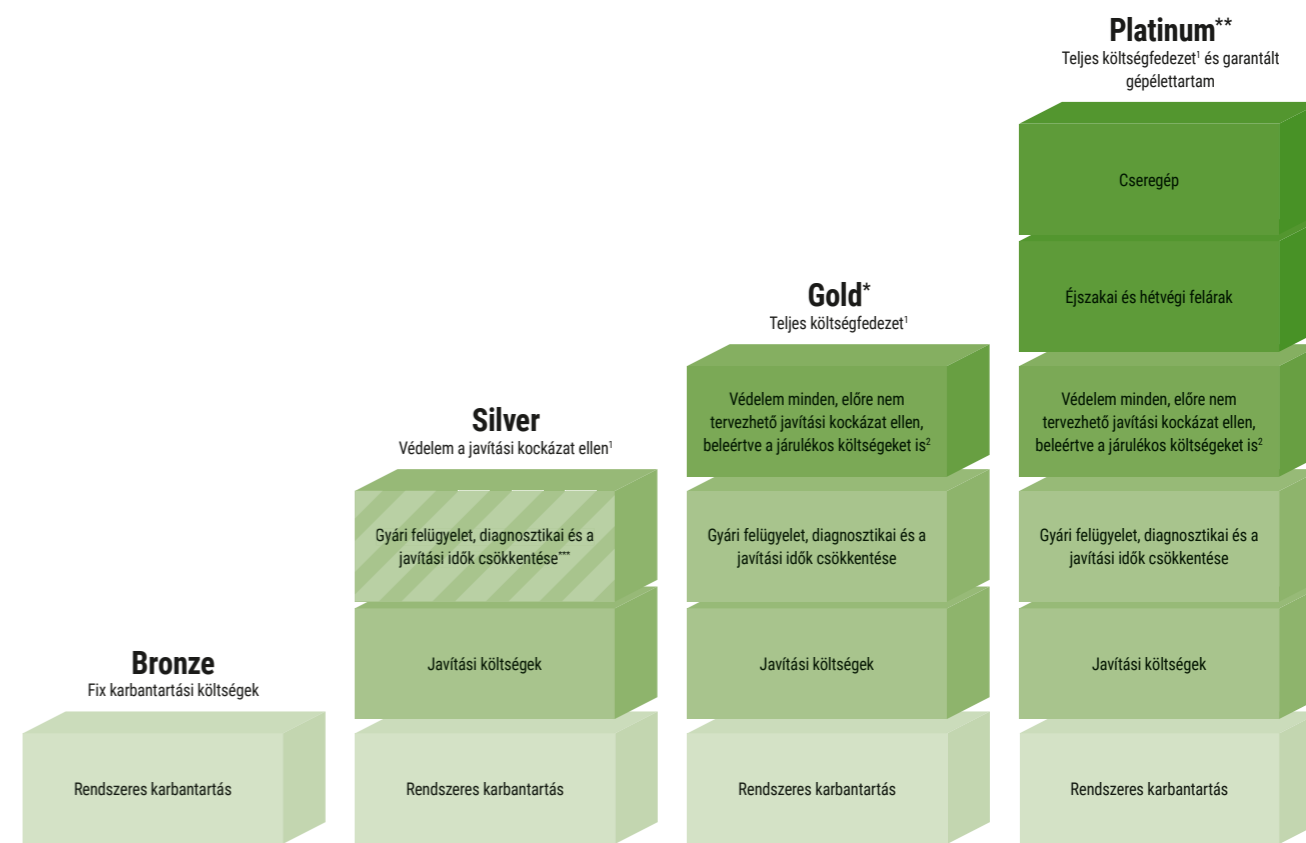 Platinum**
Teljes költségfedezet¹ és garantált
gépélettartam
Cseregép
Éjszakai és hétvégi felárak
Védelem minden, előre nem
tervezhető javítási kockázat ellen,
beleértve a járulékos költségeket is²
Gyári felügyelet, diagnosztikai és a
javítási idők csökkentése
Javítási költségek
Rendszeres karbantartás
Gold*
Teljes költségfedezet¹
Védelem minden, előre nem
tervezhető javítási kockázat ellen,
beleértve a járulékos költségeket is²
Gyári felügyelet, diagnosztikai és a
javítási idők csökkentése
Javítási költségek
Rendszeres karbantartás
Silver
Védelem a javítási kockázat ellen¹
Gyári felügyelet, diagnosztikai és a
javítási idők csökkentése***
Javítási költségek
Rendszeres karbantartás
Bronze
Fix karbantartási költségek
Rendszeres karbantartás